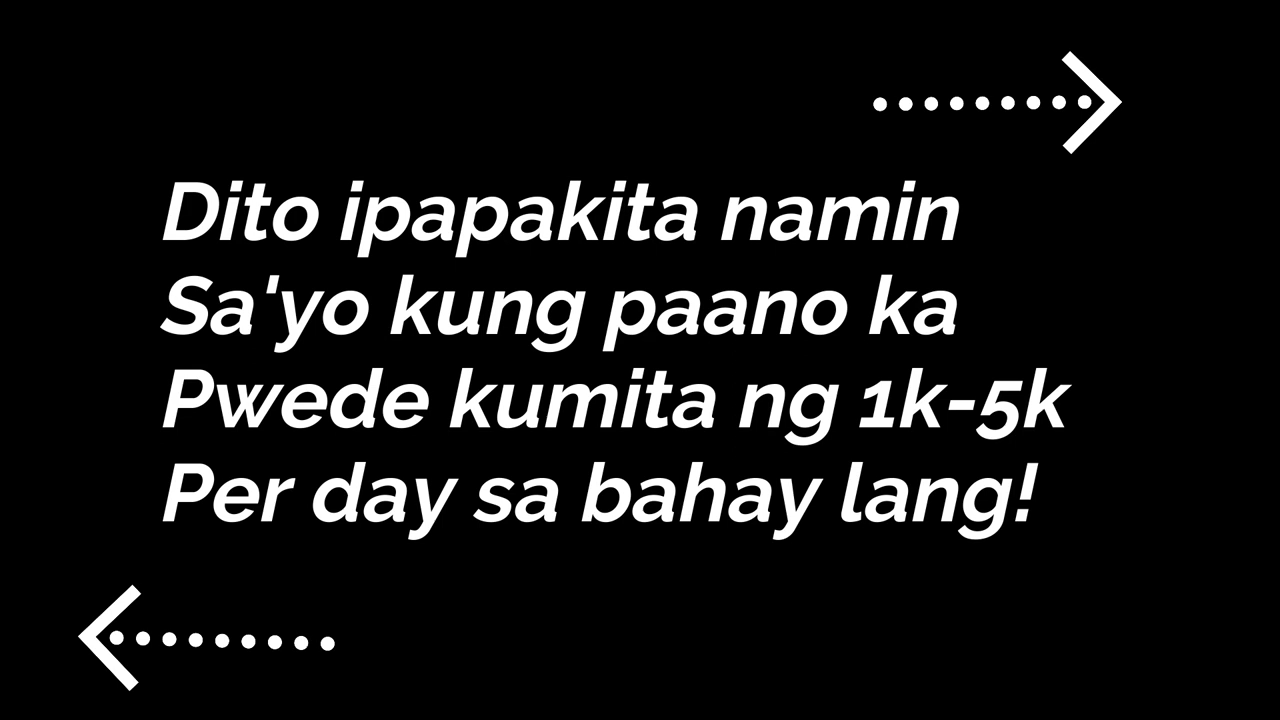 Dito ipapakita namin
Sa'yo kung paano ka
Pwede kumita ng 1k-5k
Per day sa bahay lang!